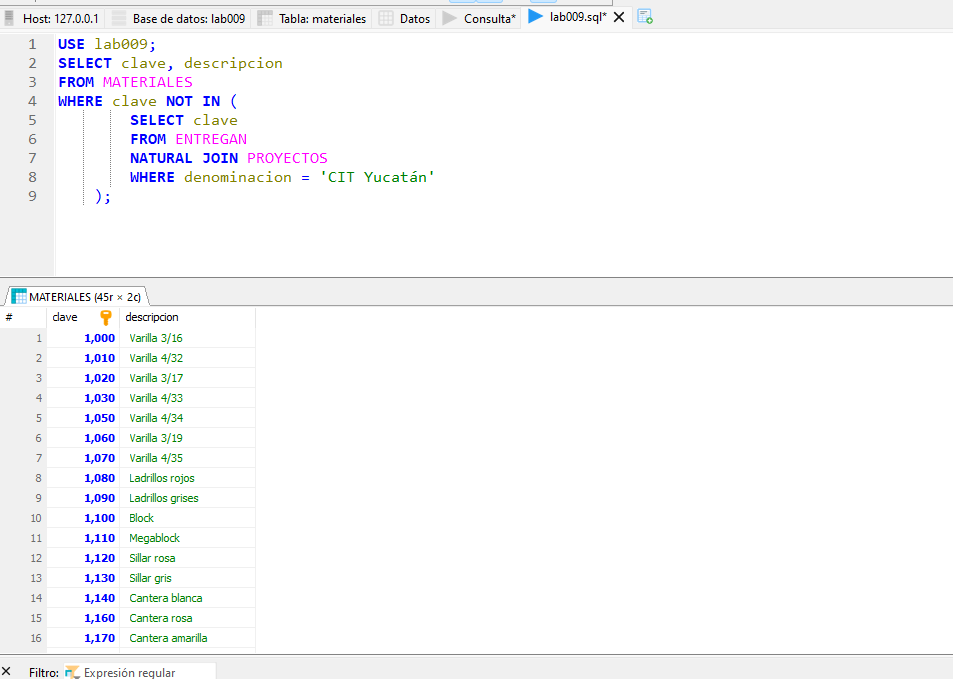 Host: 127.0.0.1 Base de datos: lab009 Tabla: materiales Datos Consulta* lab009.sql*
1 USE lab009;
2 SELECT clave, descripcion
3 FROM MATERIALES
4 WHERE clave NOT IN (
5 SELECT clave
6 FROM ENTREGAN
7 NATURAL JOIN PROYECTOS
8 WHERE denominacion = 'CIT Yucatán'
9 );
MATERIALES (45r × 2c)
# clave descripcion
1 1,000 Varilla 3/16
2 1,010 Varilla 4/32
3 1,020 Varilla 3/17
4 1,030 Varilla 4/33
5 1,050 Varilla 4/34
6 1,060 Varilla 3/19
7 1,070 Varilla 4/35
8 1,080 Ladrillos rojos
9 1,090 Ladrillos grises
10 1,100 Block
11 1,110 Megablock
12 1,120 Sillar rosa
13 1,130 Sillar gris
14 1,140 Cantera blanca
15 1,160 Cantera rosa
16 1,170 Cantera amarilla
Filtro: Expresión regular